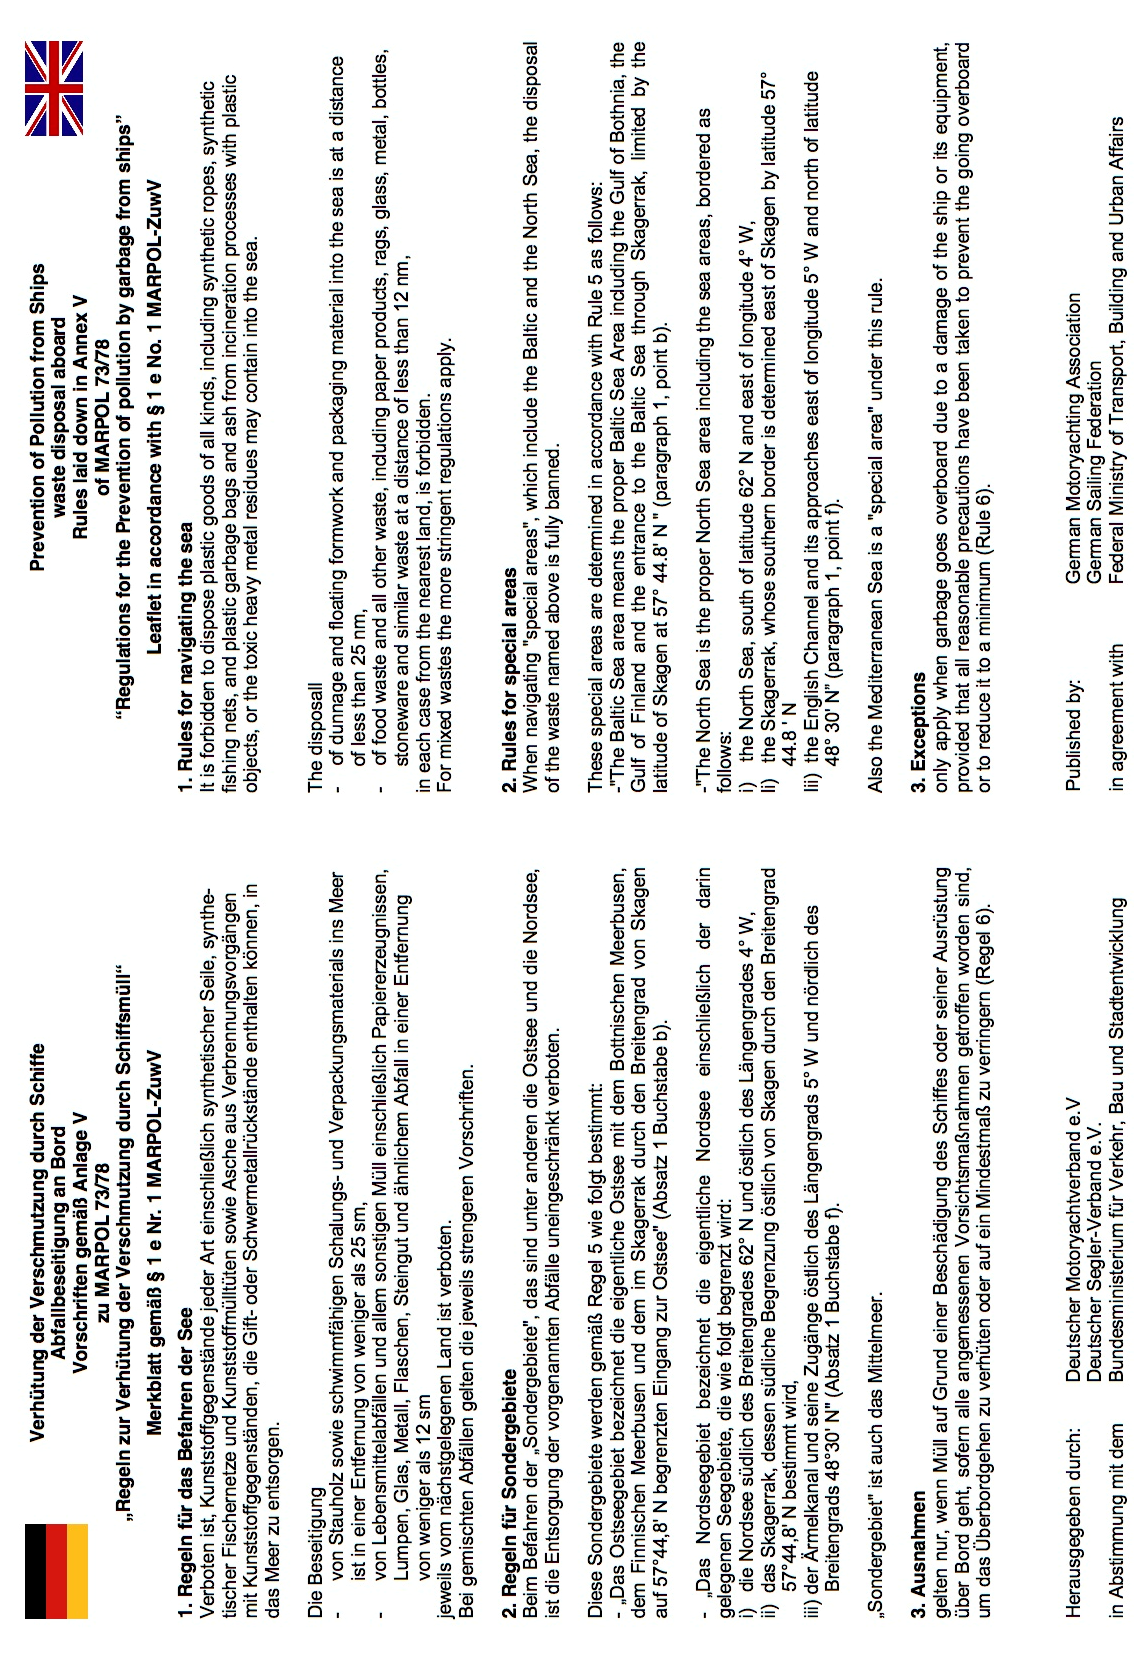 Verhütung der Verschmutzung durch Schiffe
Abfallbeseitigung an Bord
Vorschriften gemäß Anlage V
zu MARPOL 73/78
„Regeln zur Verhütung der Verschmutzung durch Schiffsmüll“
Merkblatt gemäß § 1 e Nr. 1 MARPOL-ZuwV
1. Regeln für das Befahren der See
Verboten ist, Kunststoffgegenstände jeder Art einschließlich synthetischer Seile, synthe-
tischer Fischernetze und Kunststoffmülltüten sowie Asche aus Verbrennungsvorgängen
mit Kunststoffgegenständen, die Gift- oder Schwermetallrückstände enthalten können, in
das Meer zu entsorgen.
Die Beseitigung
- von Stauholz sowie schwimmfähigen Schalungs- und Verpackungsmaterials ins Meer
ist in einer Entfernung von weniger als 25 sm,
- von Lebensmittelabfällen und allem sonstigen Müll einschließlich Papiererzeugnissen,
Lumpen, Glas, Metall, Flaschen, Steingut und ähnlichem Abfall in einer Entfernung
von weniger als 12 sm
jeweils vom nächstgelegenen Land ist verboten.
Bei gemischten Abfällen gelten die jeweils strengeren Vorschriften.
2. Regeln für Sondergebiete
Beim Befahren der „Sondergebiete", das sind unter anderen die Ostsee und die Nordsee,
ist die Entsorgung der vorgenannten Abfälle uneingeschränkt verboten.
Diese Sondergebiete werden gemäß Regel 5 wie folgt bestimmt:
- „Das Ostseegebiet bezeichnet die eigentliche Ostsee mit dem Bottnischen Meerbusen,
dem Finnischen Meerbusen und dem im Skagerrak durch den Breitengrad von Skagen
auf 57°44,8' N begrenzten Eingang zur Ostsee" (Absatz 1 Buchstabe b).
- „Das Nordseegebiet bezeichnet die eigentliche Nordsee einschließlich der darin
gelegenen Seegebiete, die wie folgt begrenzt wird:
i) die Nordsee südlich des Breitengrades 62° N und östlich des Längengrades 4° W,
ii) das Skagerrak, dessen südliche Begrenzung östlich von Skagen durch den Breitengrad
57°44,8' N bestimmt wird,
iii) der Ärmelkanal und seine Zugänge östlich des Längengrads 5° W und nördlich des
Breitengrads 48°30' N" (Absatz 1 Buchstabe f).
„Sondergebiet" ist auch das Mittelmeer.
3. Ausnahmen
gelten nur, wenn Müll auf Grund einer Beschädigung des Schiffes oder seiner Ausrüstung
über Bord geht, sofern alle angemessenen Vorsichtsmaßnahmen getroffen worden sind,
um das Überbordgehen zu verhüten oder auf ein Mindestmaß zu verringern (Regel 6).
Herausgegeben durch: Deutscher Motoryachtverband e.V
Deutscher Segler-Verband e.V.
in Abstimmung mit dem Bundesministerium für Verkehr, Bau und Stadtentwicklung
Prevention of Pollution from Ships
waste disposal aboard
Rules laid down in Annex V
of MARPOL 73/78
“Regulations for the Prevention of pollution by garbage from ships”
Leaflet in accordance with § 1 e No. 1 MARPOL-ZuwV
1. Rules for navigating the sea
It is forbidden to dispose plastic goods of all kinds, including synthetic ropes, synthetic
fishing nets, and plastic garbage bags and ash from incineration processes with plastic
objects, or the toxic heavy metal residues may contain into the sea.
The disposall
- of dunnage and floating formwork and packaging material into the sea is at a distance
of less than 25 nm,
- of food waste and all other waste, including paper products, rags, glass, metal, bottles,
stoneware and similar waste at a distance of less than 12 nm,
in each case from the nearest land, is forbidden.
For mixed wastes the more stringent regulations apply.
2. Rules for special areas
When navigating "special areas", which include the Baltic and the North Sea, the disposal
of the waste named above is fully banned.
These special areas are determined in accordance with Rule 5 as follows:
-"The Baltic Sea area means the proper Baltic Sea Area including the Gulf of Bothnia, the
Gulf of Finland and the entrance to the Baltic Sea through Skagerrak, limited by the
latitude of Skagen at 57° 44.8' N " (paragraph 1, point b).
-"The North Sea is the proper North Sea area including the sea areas, bordered as
follows:
i) the North Sea, south of latitude 62° N and east of longitude 4° W,
Ii) the Skagerrak, whose southern border is determined east of Skagen by latitude 57°
44.8 ' N
Iii) the English Channel and its approaches east of longitude 5° W and north of latitude
48° 30' N" (paragraph 1, point f).
Also the Mediterranean Sea is a "special area" under this rule.
3. Exceptions
only apply when garbage goes overboard due to a damage of the ship or its equipment,
provided that all reasonable precautions have been taken to prevent the going overboard
or to reduce it to a minimum (Rule 6).
Published by: German Motoryachting Association
German Sailing Federation
in agreement with Federal Ministry of Transport, Building and Urban Affairs